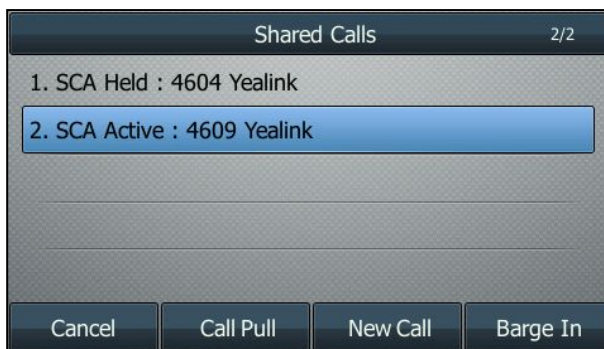 Shared Calls 2/2
1. SCA Held : 4604 Yealink
2. SCA Active : 4609 Yealink
Cancel Call Pull New Call Barge In